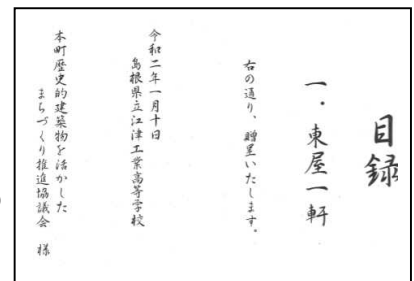 目録
一.東屋一軒
右の通り、贈呈いたします。
令和二年一月十日
島根県立江津工業高等学校
本町歴史的建築物を活かした
まちづくり推進協議会 様